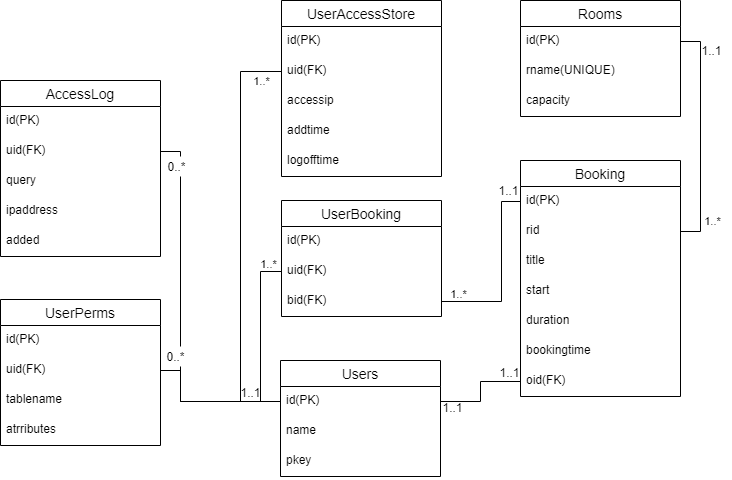 UserAccessStore
id(PK)
uid(FK)
accessip
addtime
logofftime
1..*
Rooms
id(PK)
rname(UNIQUE)
capacity
1..1
AccessLog
id(PK)
uid(FK)
query
ipaddress
added
0..*
Booking
id(PK)
rid
title
start
duration
bookingtime
oid(FK)
1..1
1..*
1..1
UserBooking
id(PK)
uid(FK)
bid(FK)
1..*
1..*
UserPerms
id(PK)
uid(FK)
tablename
atrributes
0..*
Users
id(PK)
name
pkey
1..1
1..1